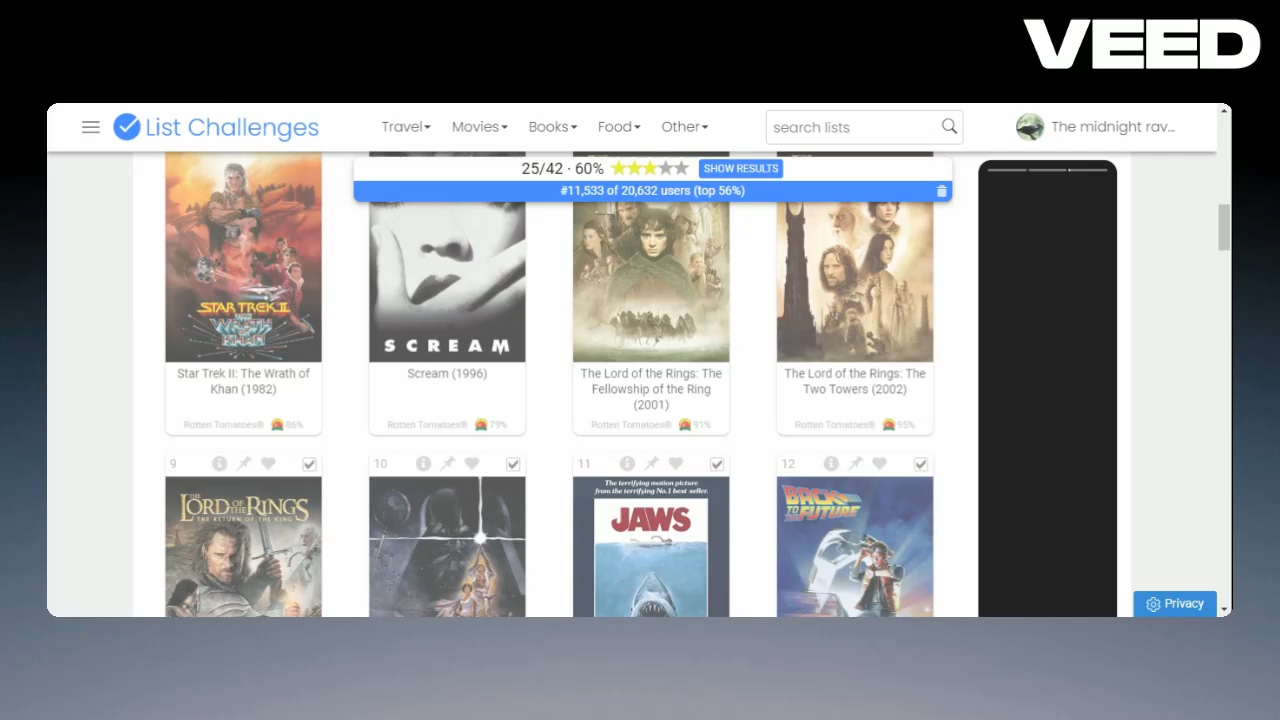 VEED
List Challenges
Travel Movies Books Food Other
search lists
The midnight rav...
25/42 · 60% SHOW RESULTS
#11,533 of 20,632 users (top 56%)
STAR TREK II
THE WRATH OF KHAN
SCREAM
Star Trek II: The Wrath of
Khan (1982)
Scream (1996)
The Lord of the Rings: The
Fellowship of the Ring
(2001)
The Lord of the Rings: The
Two Towers (2002)
Rotten Tomatoes® 86%
Rotten Tomatoes® 79%
Rotten Tomatoes® 91%
Rotten Tomatoes® 95%
9
10
11
12
THE LORD OF THE RINGS
THE RETURN OF THE KING
The terrifying motion picture
from the terrifying No.1 best seller.
JAWS
BACK TO THE FUTURE
Privacy